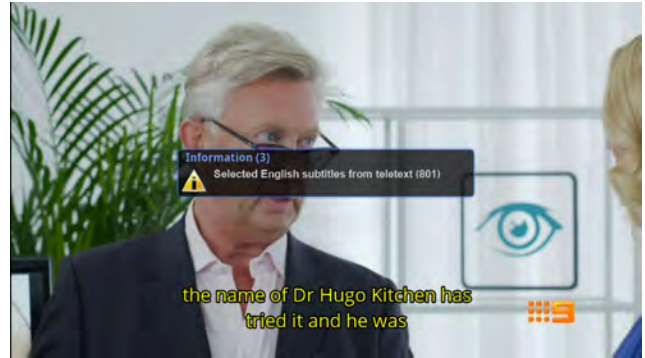 Information (3)
Selected English subtitles from teletext (801)
the name of Dr Hugo Kitchen has
tried it and he was
9